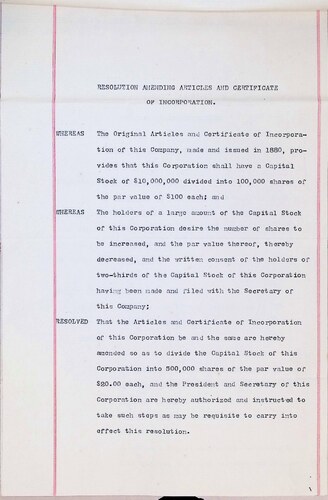 RESOLUTION AMENDING ARTICLES AND CERTIFICATE
OF INCORPORATION.
WHEREAS The Original Articles and Certificate of Incorpora-
tion of this Company, made and issued in 1880, pro-
vides that this Corporation shall have a Capital
Stock of $10,000,000 divided into 100,000 shares of
the par value of $100 each; and
WHEREAS The holders of a large amount of the Capital Stock
of this Corporation desire the number of shares to
be increased, and the par value thereof, thereby
decreased, and the written consent of the holders of
two-thirds of the Capital Stock of this Corporation
having been made and filed with the Secretary of
this Company;
RESOLVED That the Articles and Certificate of Incorporation
of this Corporation be and the same are hereby
amended so as to divide the Capital Stock of this
Corporation into 500,000 shares of the par value of
$20.00 each, and the President and Secretary of this
Corporation are hereby authorized and instructed to
take such steps as may be requisite to carry into
effect this resolution.